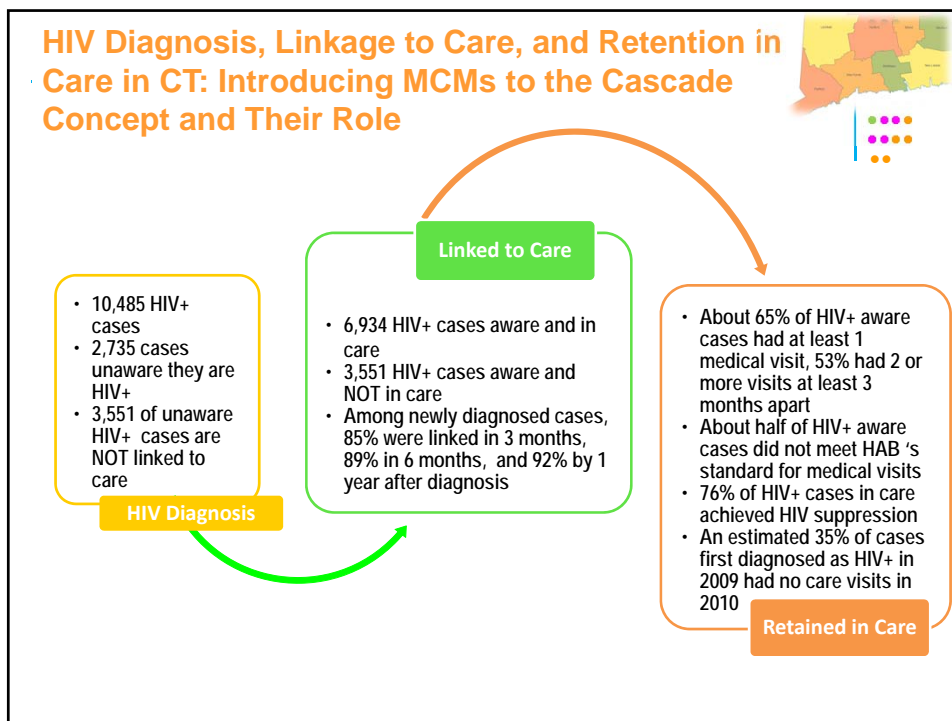 HIV Diagnosis, Linkage to Care, and Retention in
Care in CT: Introducing MCMs to the Cascade
Concept and Their Role
• 10,485 HIV+
cases
• 2,735 cases
unaware they are
HIV+
• 3,551 of unaware
HIV+ cases are
NOT linked to
care
HIV Diagnosis
Linked to Care
• 6,934 HIV+ cases aware and in
care
• 3,551 HIV+ cases aware and
NOT in care
• Among newly diagnosed cases,
85% were linked in 3 months,
89% in 6 months, and 92% by 1
year after diagnosis
• About 65% of HIV+ aware
cases had at least 1
medical visit, 53% had 2 or
more visits at least 3
months apart
• About half of HIV+ aware
cases did not meet HAB ‘s
standard for medical visits
• 76% of HIV+ cases in care
achieved HIV suppression
• An estimated 35% of cases
first diagnosed as HIV+ in
2009 had no care visits in
2010
Retained in Care